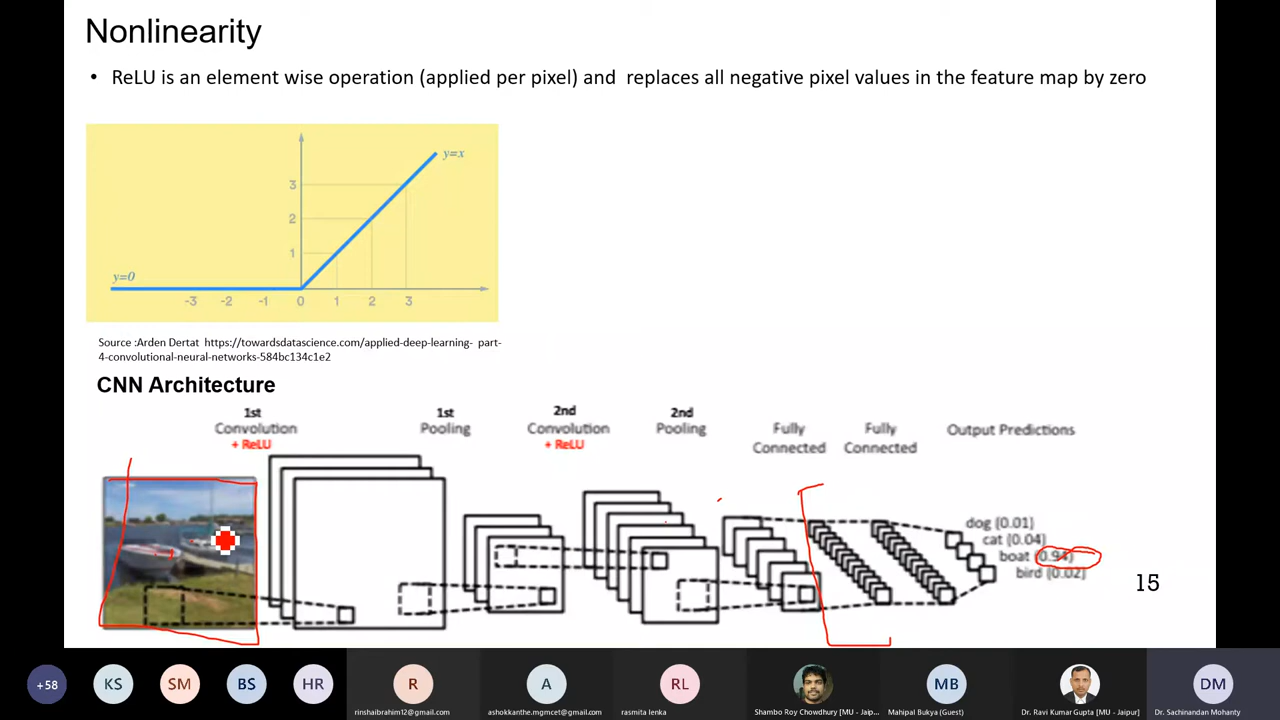 Nonlinearity
• ReLU is an element wise operation (applied per pixel) and replaces all negative pixel values in the feature map by zero
y=x
3
2
1
y=0
-3 -2 -1 0 1 2 3
Source :Arden Dertat https://towardsdatascience.com/applied-deep-learning- part-
4-convolutional-neural-networks-584bc134c1e2
CNN Architecture
1st
Convolution
+ ReLU
1st
Pooling
2nd
Convolution
+ ReLU
2nd
Pooling
Fully
Connected
Fully
Connected
Output Predictions
dog (0.01)
cat (0.04)
boat (0.94)
bird (0.02)
15
+58
KS
SM
BS
HR
R
rinshaibrahim12@gmail.com
A
ashokkanthe.mgmcet@gmail.com
RL
rasmita lenka
Shambo Roy Chowdhury [MU - Jaip...
MB
Mahipal Bukya (Guest)
Dr. Ravi Kumar Gupta [MU - Jaipur]
DM
Dr. Sachinandan Mohanty